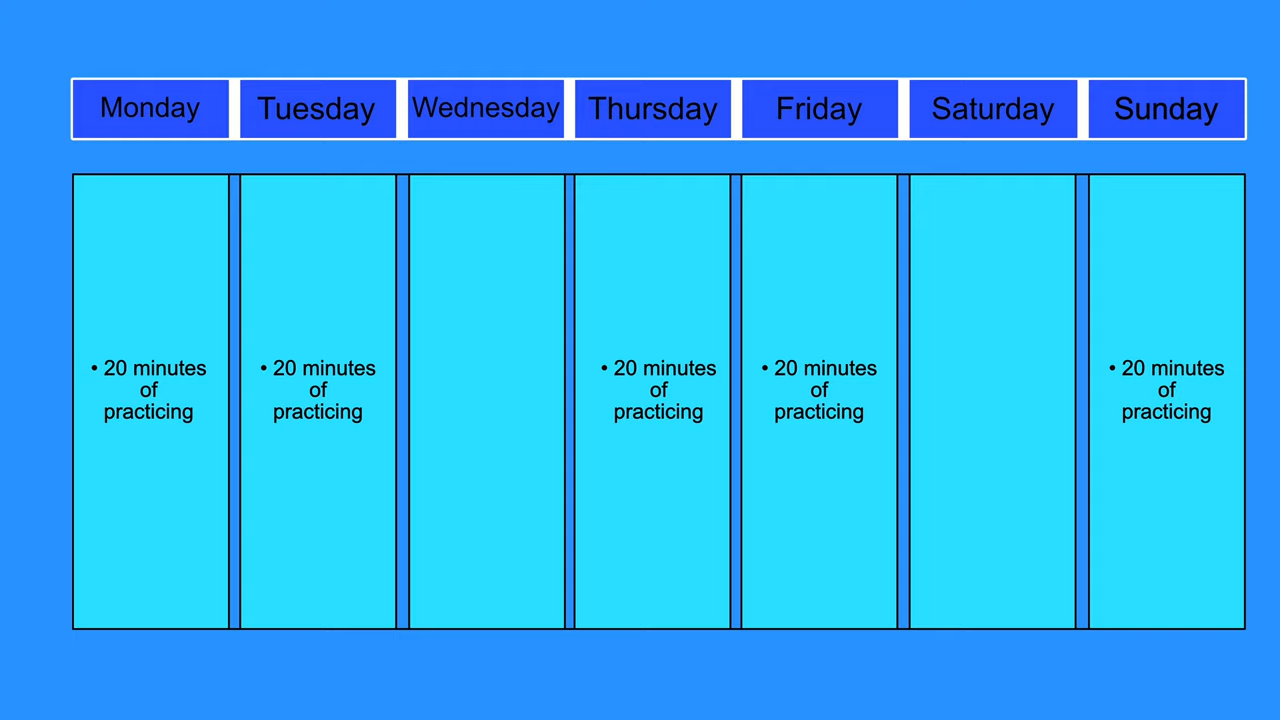 Monday
Tuesday
Wednesday
Thursday
Friday
Saturday
Sunday
• 20 minutes
of
practicing
• 20 minutes
of
practicing
• 20 minutes
of
practicing
• 20 minutes
of
practicing
• 20 minutes
of
practicing